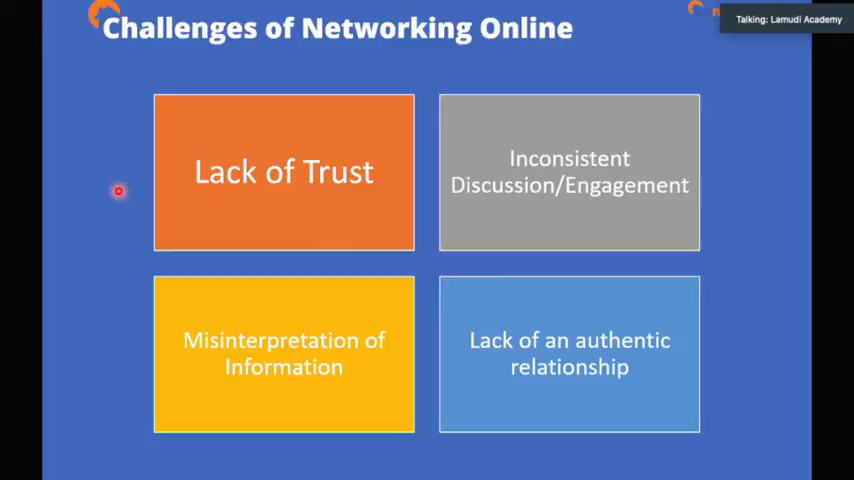 Challenges of Networking Online
Talking: Lamudi Academy
Lack of Trust
Inconsistent
Discussion/Engagement
Misinterpretation of
Information
Lack of an authentic
relationship